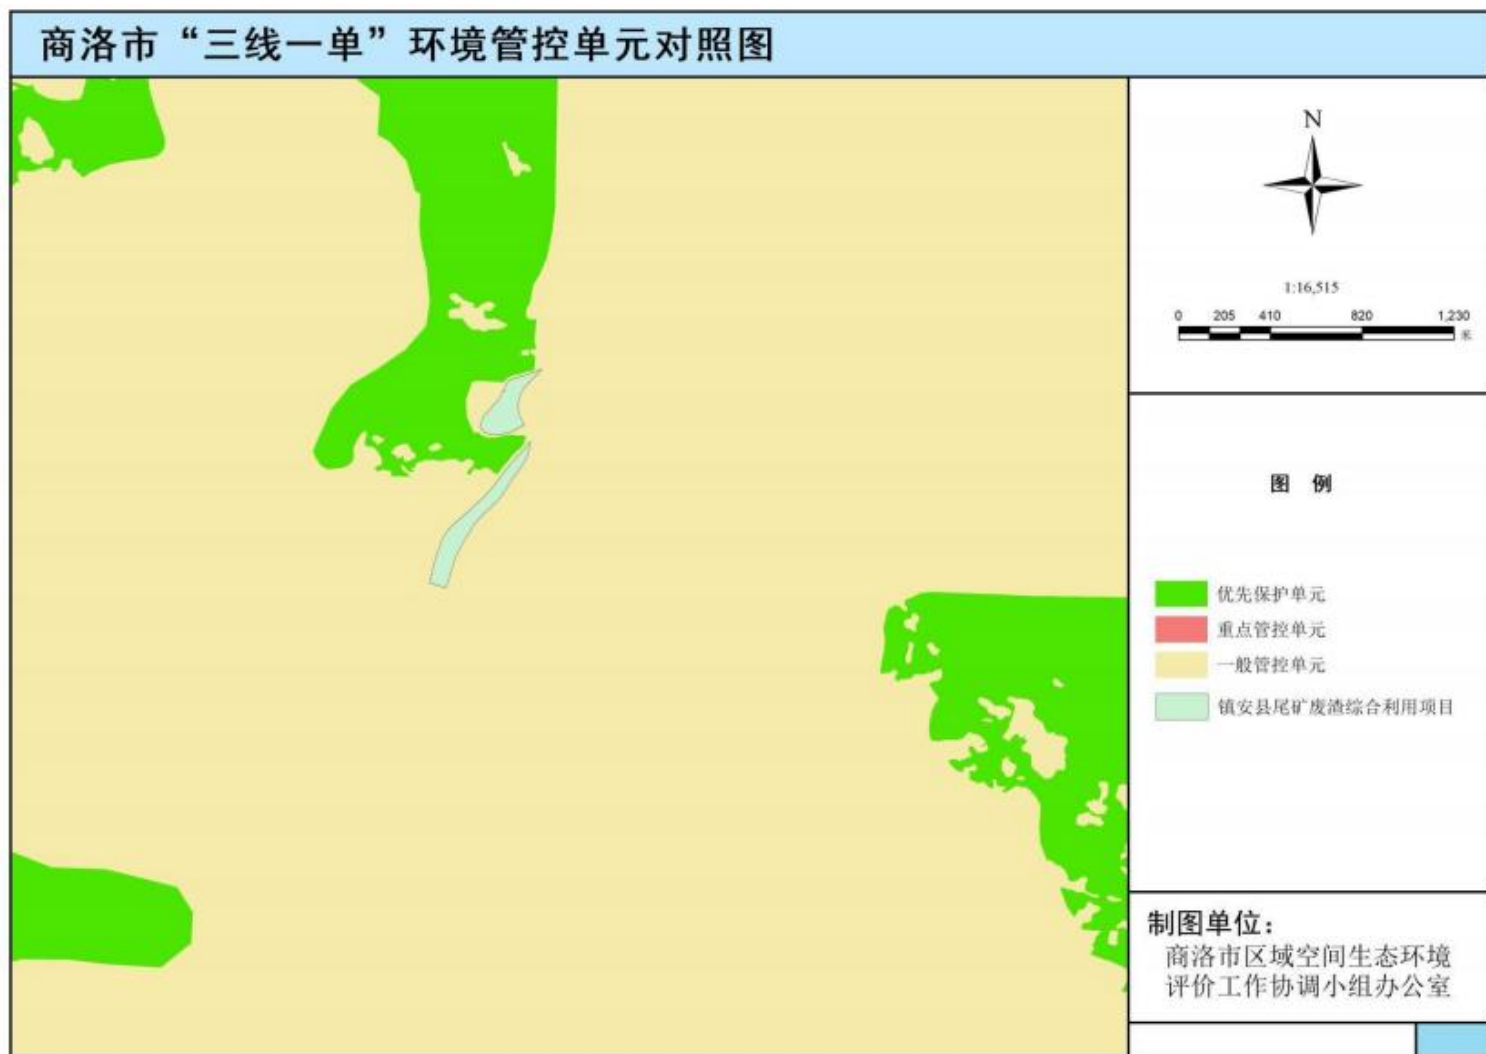 商洛市“三线一单”环境管控单元对照图
N
1:16,515
0 205 410 820 1,230
米
图 例
优先保护单元
重点管控单元
一般管控单元
镇安县尾矿废渣综合利用项目
制图单位：
商洛市区域空间生态环境
评价工作协调小组办公室